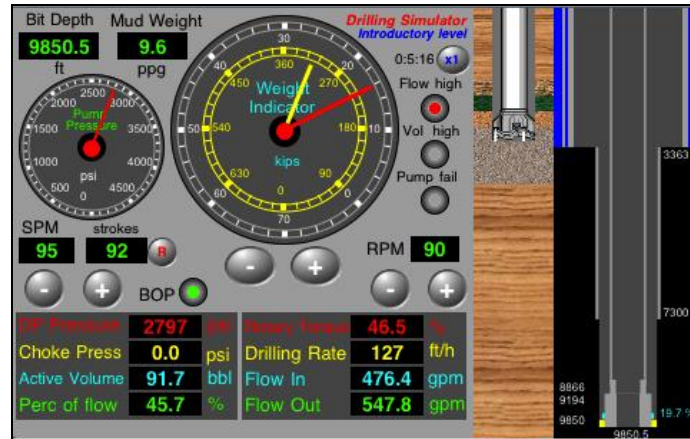 Bit Depth Mud Weight
9850.5 9.6
ft ppg
Drilling Simulator
Introductory level
0:5:16 x1
Flow high
Vol high
Pump fail
Pump
Pressure
psi
0 500 1000 1500 2000 2500 3000 3500 4000 4500
Weight
Indicator
kips
0 90 180 270 360 450 540 630
10 20 30 40 50 60 70
SPM strokes
95 92 R
- +
BOP
- +
RPM 90
- +
DP Pressure 2797 psi
Choke Press 0.0 psi
Active Volume 91.7 bbl
Perc of flow 45.7 %
Rotary Torque 46.5 %
Drilling Rate 127 ft/h
Flow In 476.4 gpm
Flow Out 547.8 gpm
3363
7300
8866
9194
9850
19.7 %
9850.5